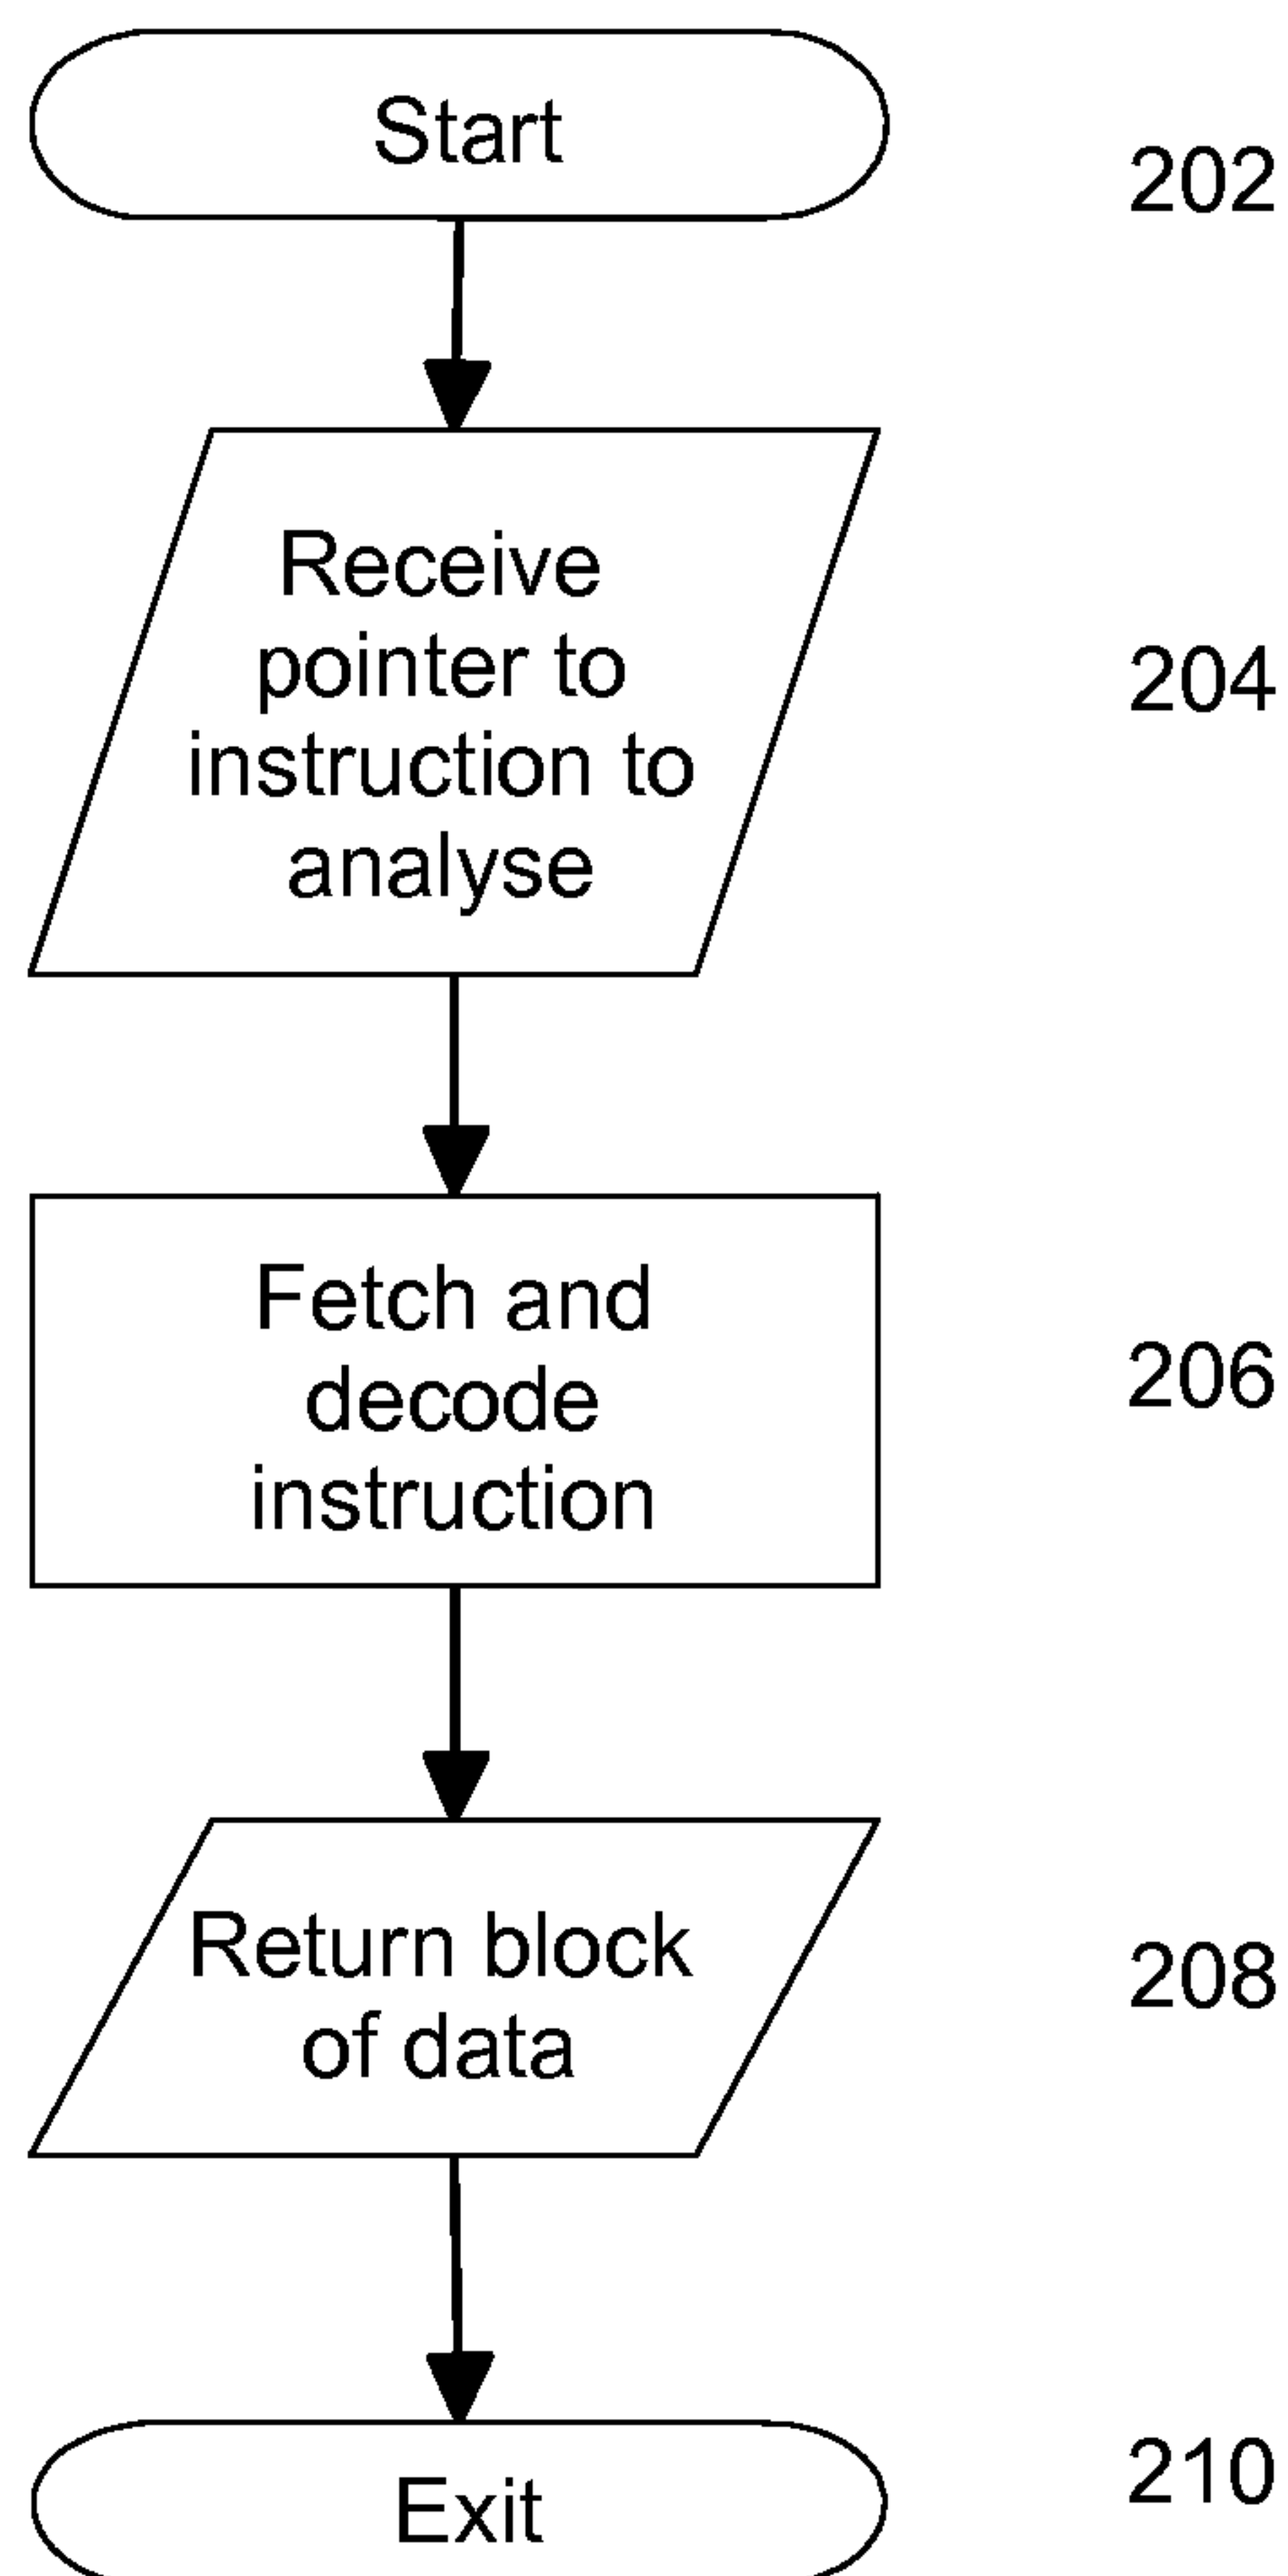 Start
202
Receive
pointer to
instruction to
analyse
204
Fetch and
decode
instruction
206
Return block
of data
208
Exit
210